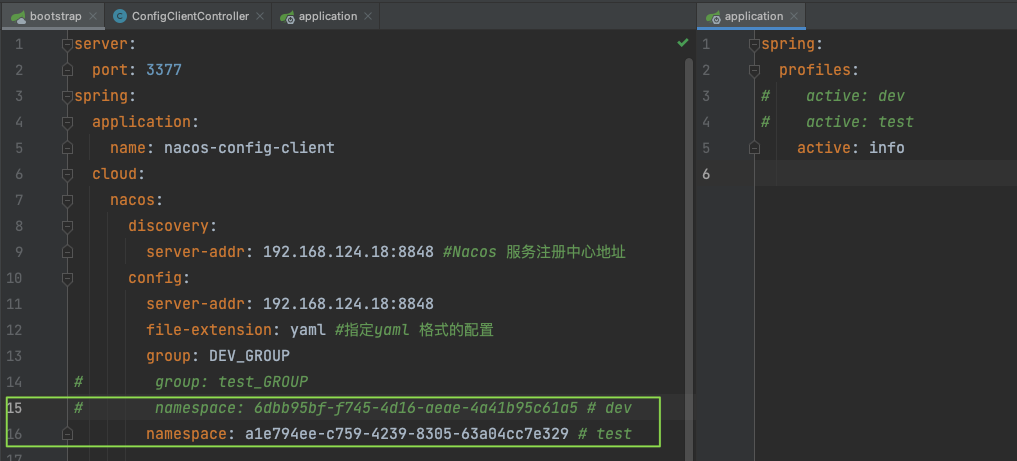 bootstrap ConfigClientController application
1 server:
2 port: 3377
3 spring:
4 application:
5 name: nacos-config-client
6 cloud:
7 nacos:
8 discovery:
9 server-addr: 192.168.124.18:8848 #Nacos 服务注册中心地址
10 config:
11 server-addr: 192.168.124.18:8848
12 file-extension: yaml #指定yaml 格式的配置
13 group: DEV_GROUP
14 # group: test_GROUP
15 # namespace: 6dbb95bf-f745-4d16-aeae-4a41b95c61a5 # dev
16 namespace: a1e794ee-c759-4239-8305-63a04cc7e329 # test
application
1 spring:
2 profiles:
3 # active: dev
4 # active: test
5 active: info
6